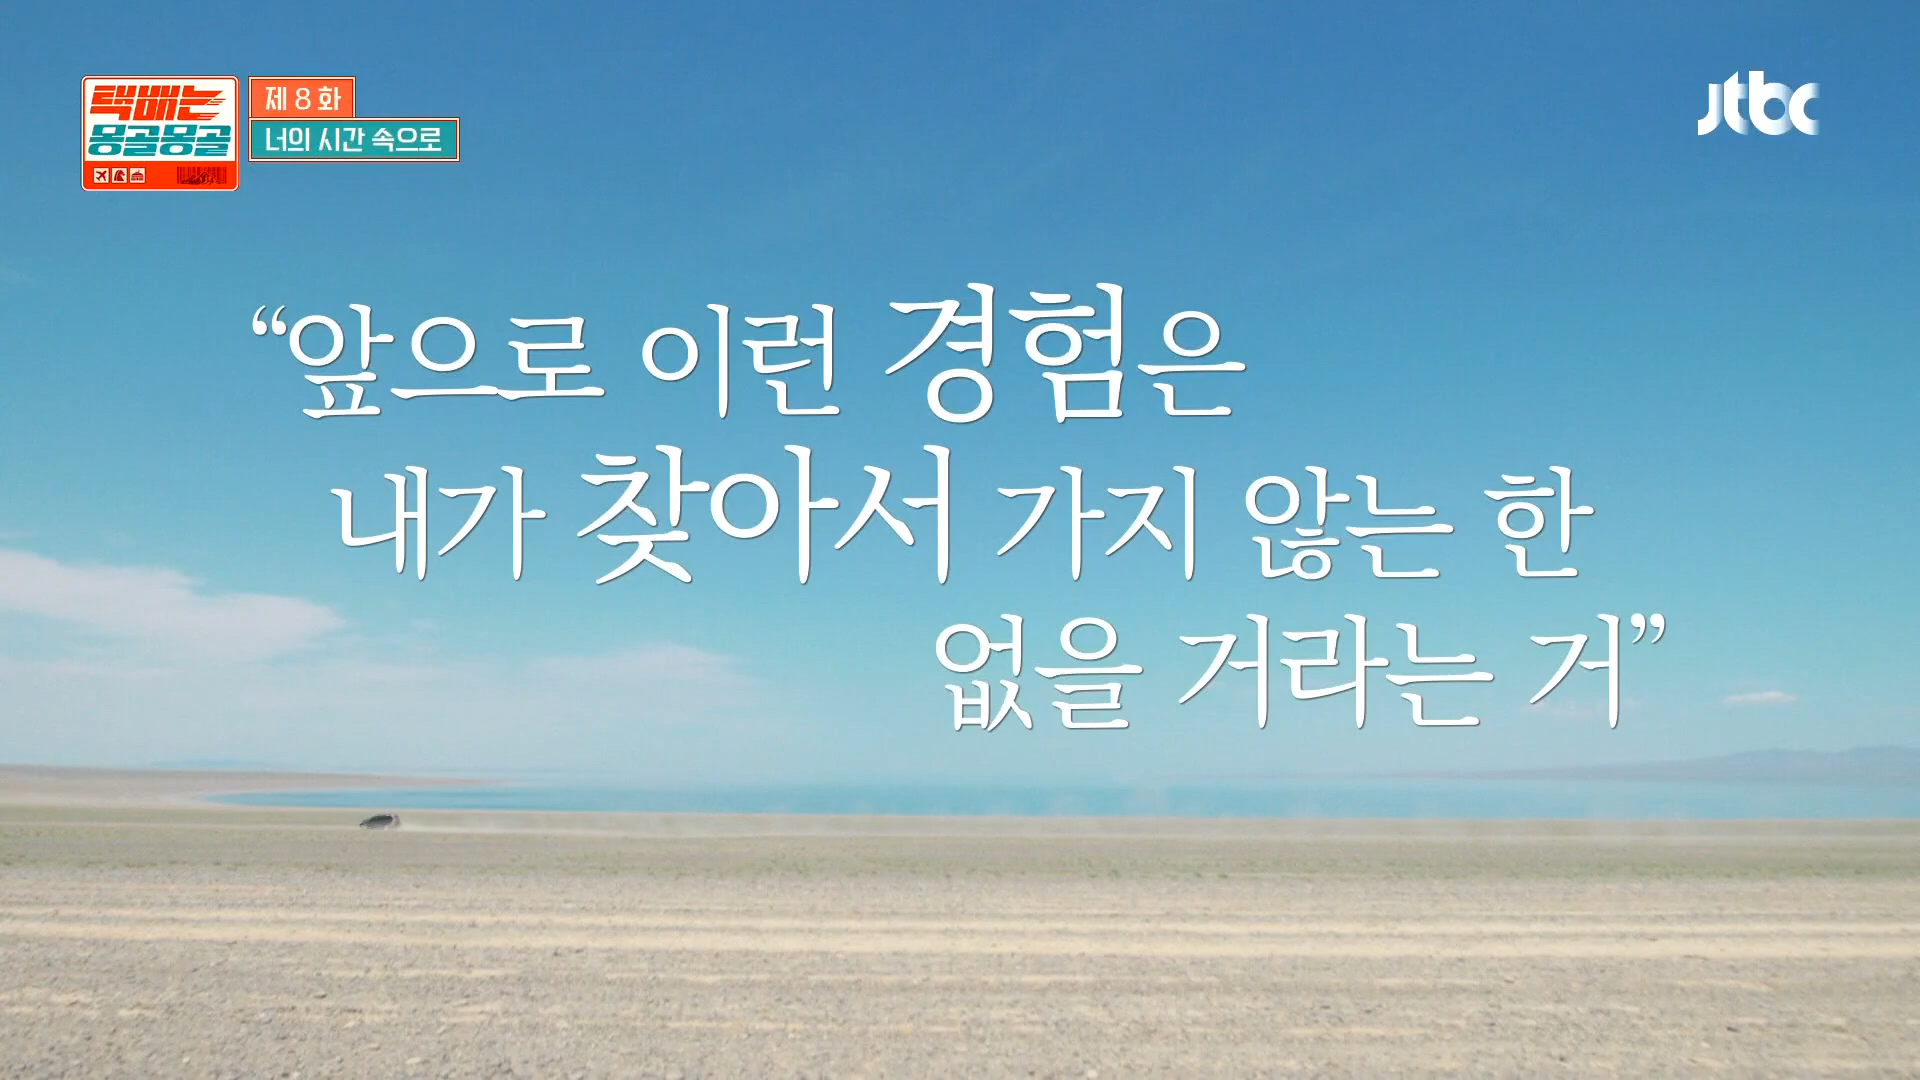 택배는
몽골몽골
제 8 화
너의 시간 속으로
jtbc
“앞으로 이런 경험은
내가 찾아서 가지 않는 한
없을 거라는 거”